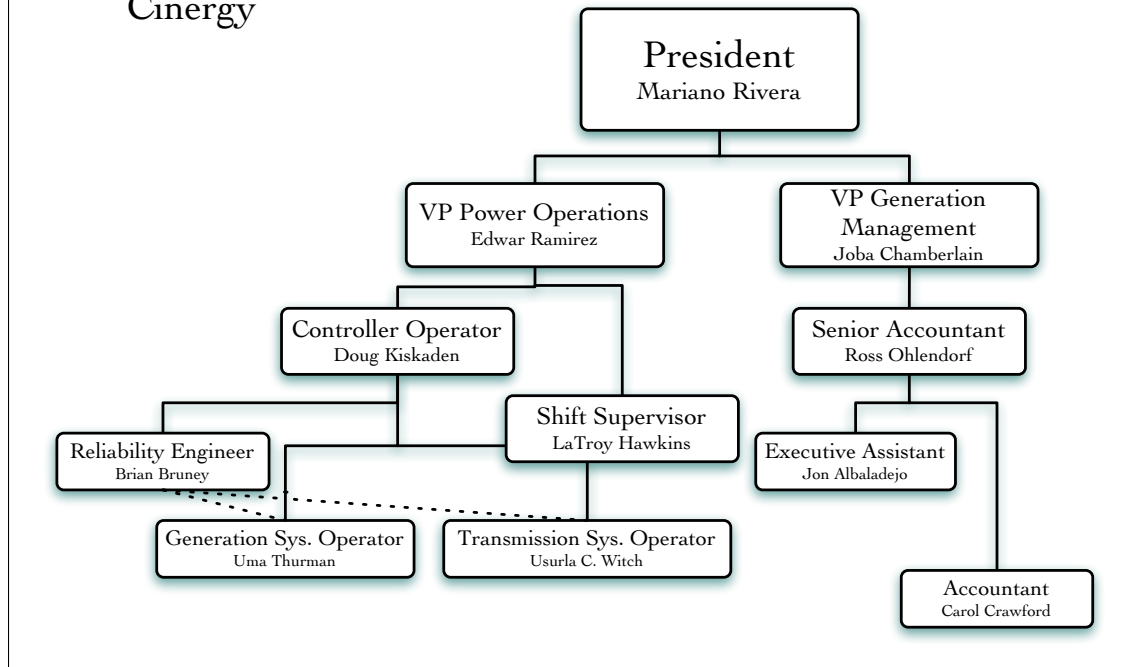 Cinergy
President
Mariano Rivera
VP Power Operations
Edwar Ramirez
VP Generation
Management
Joba Chamberlain
Controller Operator
Doug Kiskaden
Senior Accountant
Ross Ohlendorf
Shift Supervisor
LaTroy Hawkins
Reliability Engineer
Brian Bruney
Executive Assistant
Jon Albaladejo
Generation Sys. Operator
Uma Thurman
Transmission Sys. Operator
Usurla C. Witch
Accountant
Carol Crawford